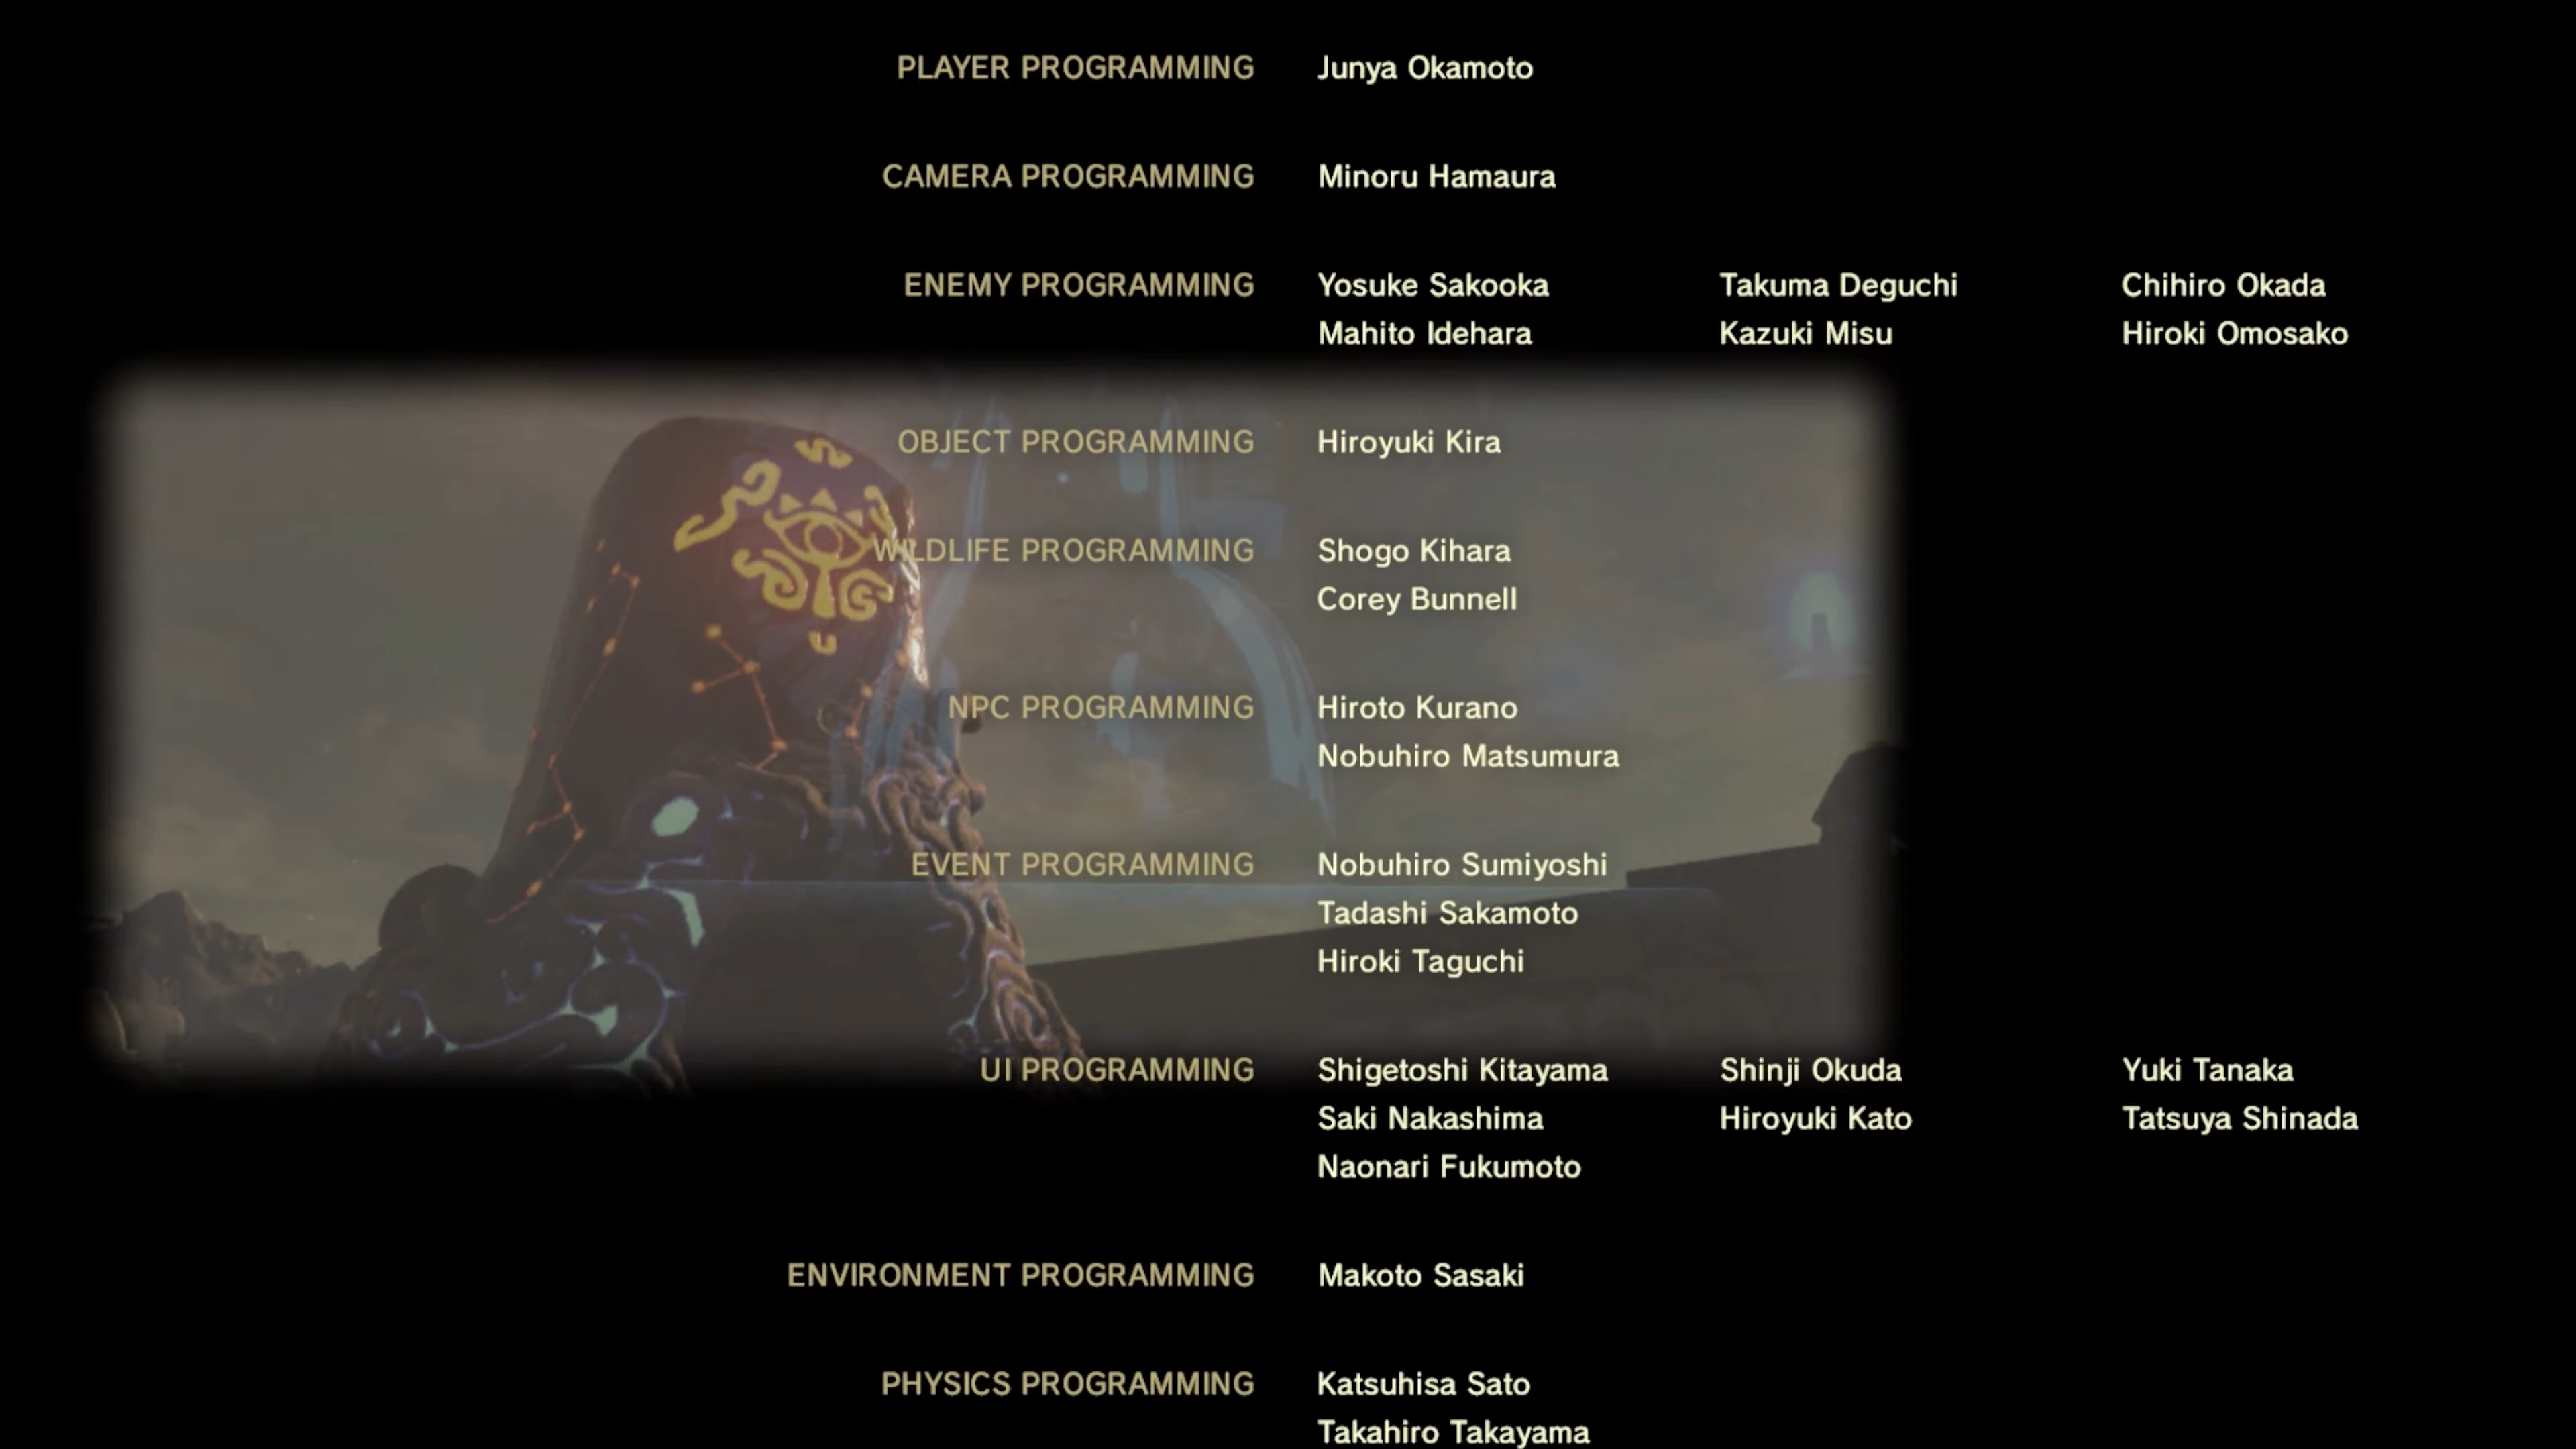 PLAYER PROGRAMMING Junya Okamoto
CAMERA PROGRAMMING Minoru Hamaura
ENEMY PROGRAMMING Yosuke Sakooka Takuma Deguchi Chihiro Okada
Mahito Idehara Kazuki Misu Hiroki Omosako
OBJECT PROGRAMMING Hiroyuki Kira
WILDLIFE PROGRAMMING Shogo Kihara
Corey Bunnell
NPC PROGRAMMING Hiroto Kurano
Nobuhiro Matsumura
EVENT PROGRAMMING Nobuhiro Sumiyoshi
Tadashi Sakamoto
Hiroki Taguchi
UI PROGRAMMING Shigetoshi Kitayama Shinji Okuda Yuki Tanaka
Saki Nakashima Hiroyuki Kato Tatsuya Shinada
Naonari Fukumoto
ENVIRONMENT PROGRAMMING Makoto Sasaki
PHYSICS PROGRAMMING Katsuhisa Sato
Takahiro Takayama